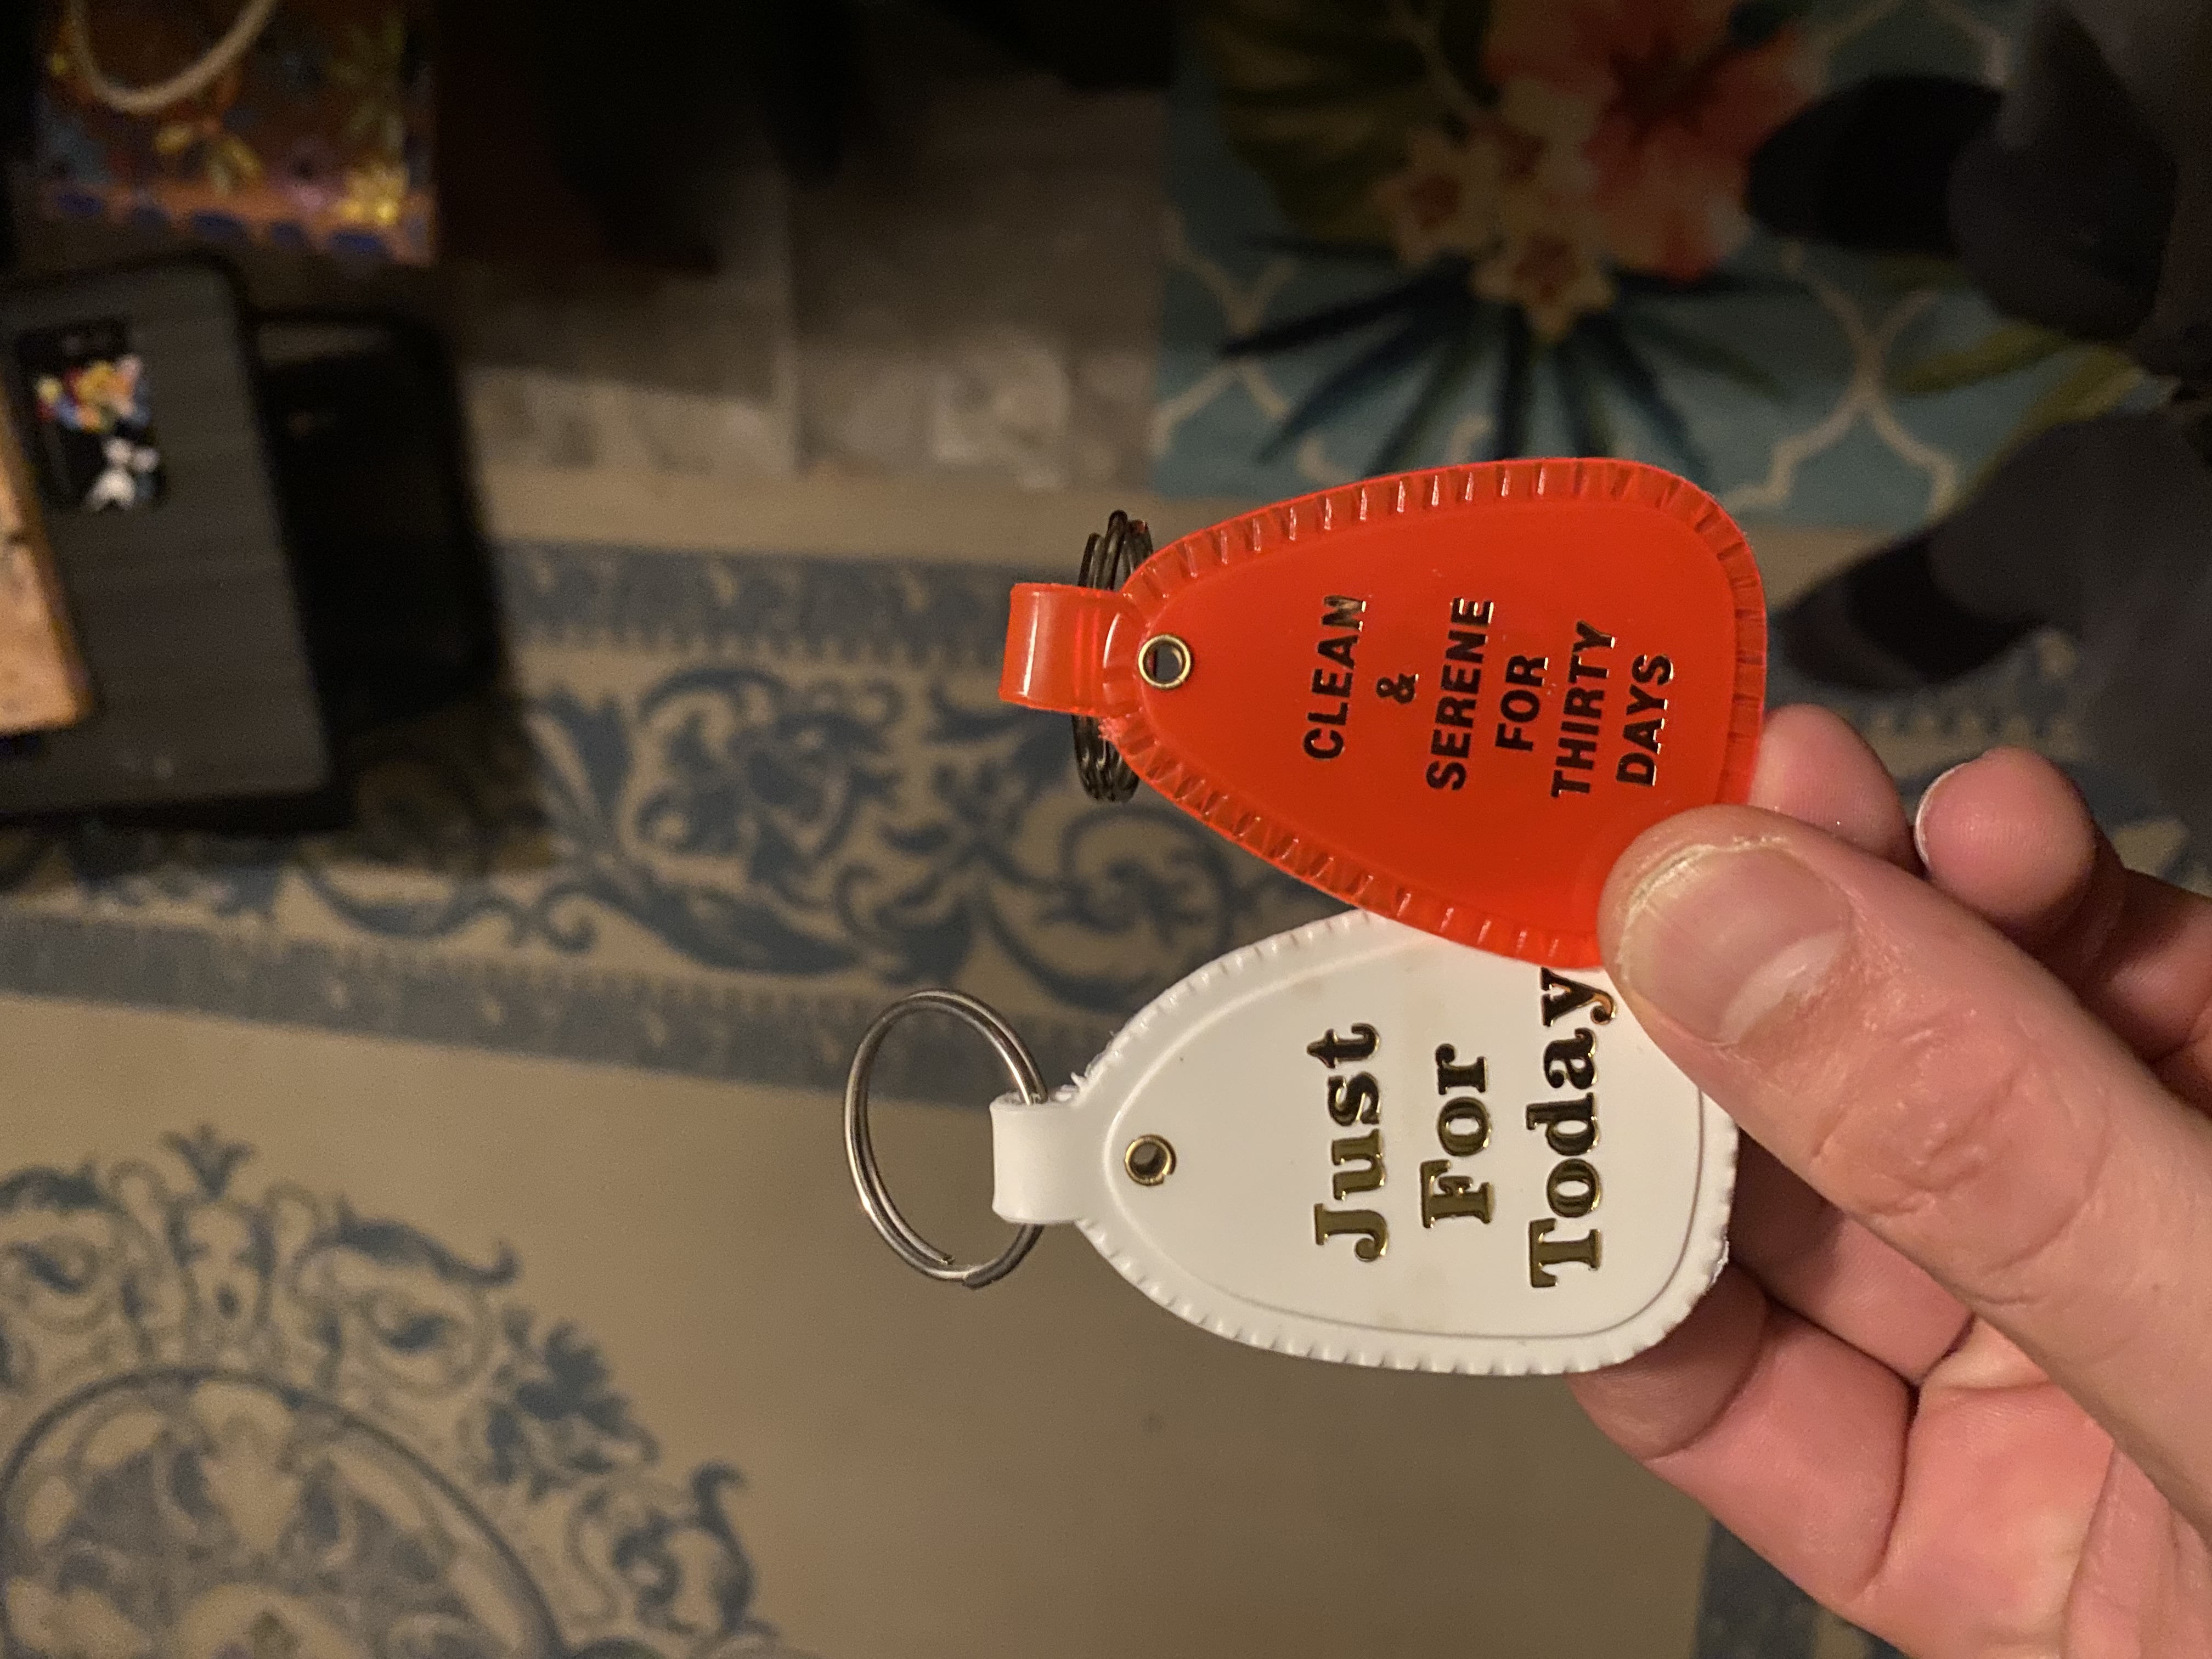 CLEAN
&
SERENE
FOR
THIRTY
DAYS
Just
For
Today